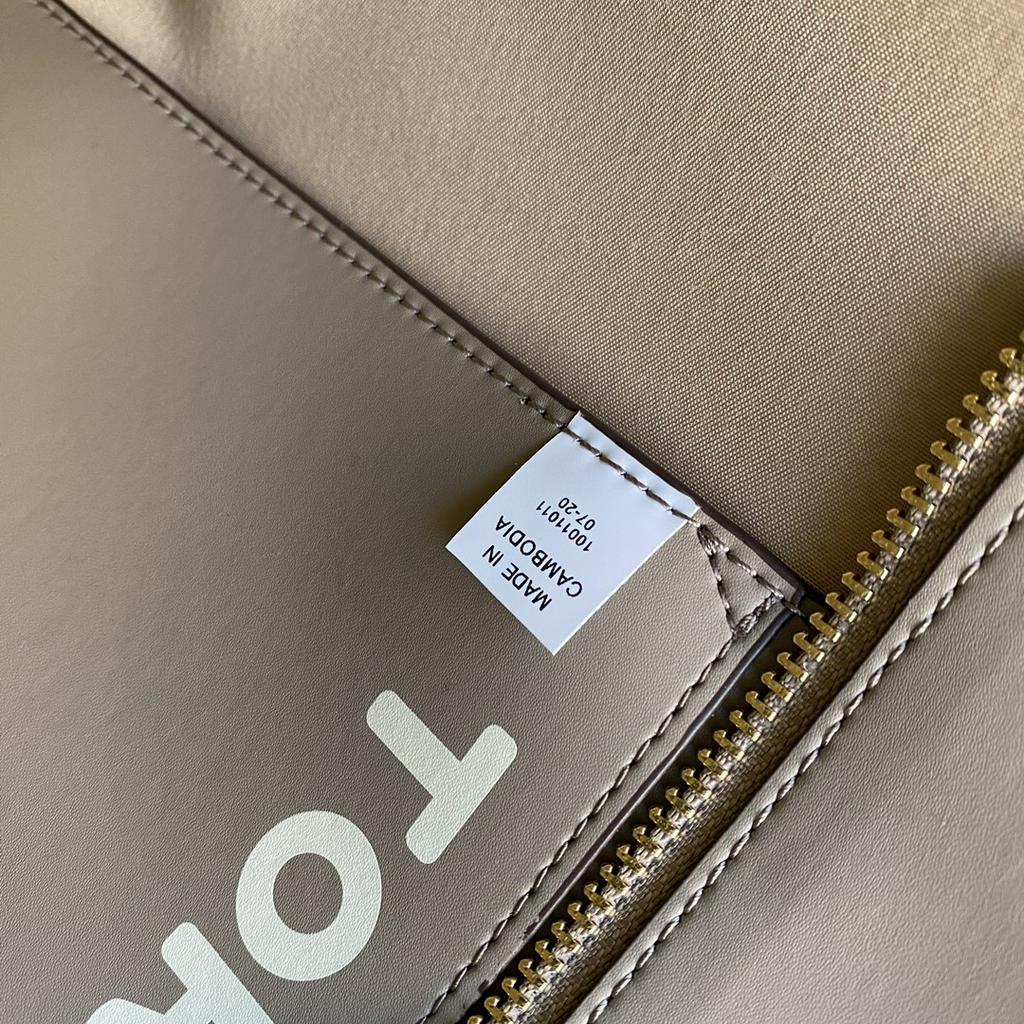 MADE IN
CAMBODIA
10011011
07-20
TOR